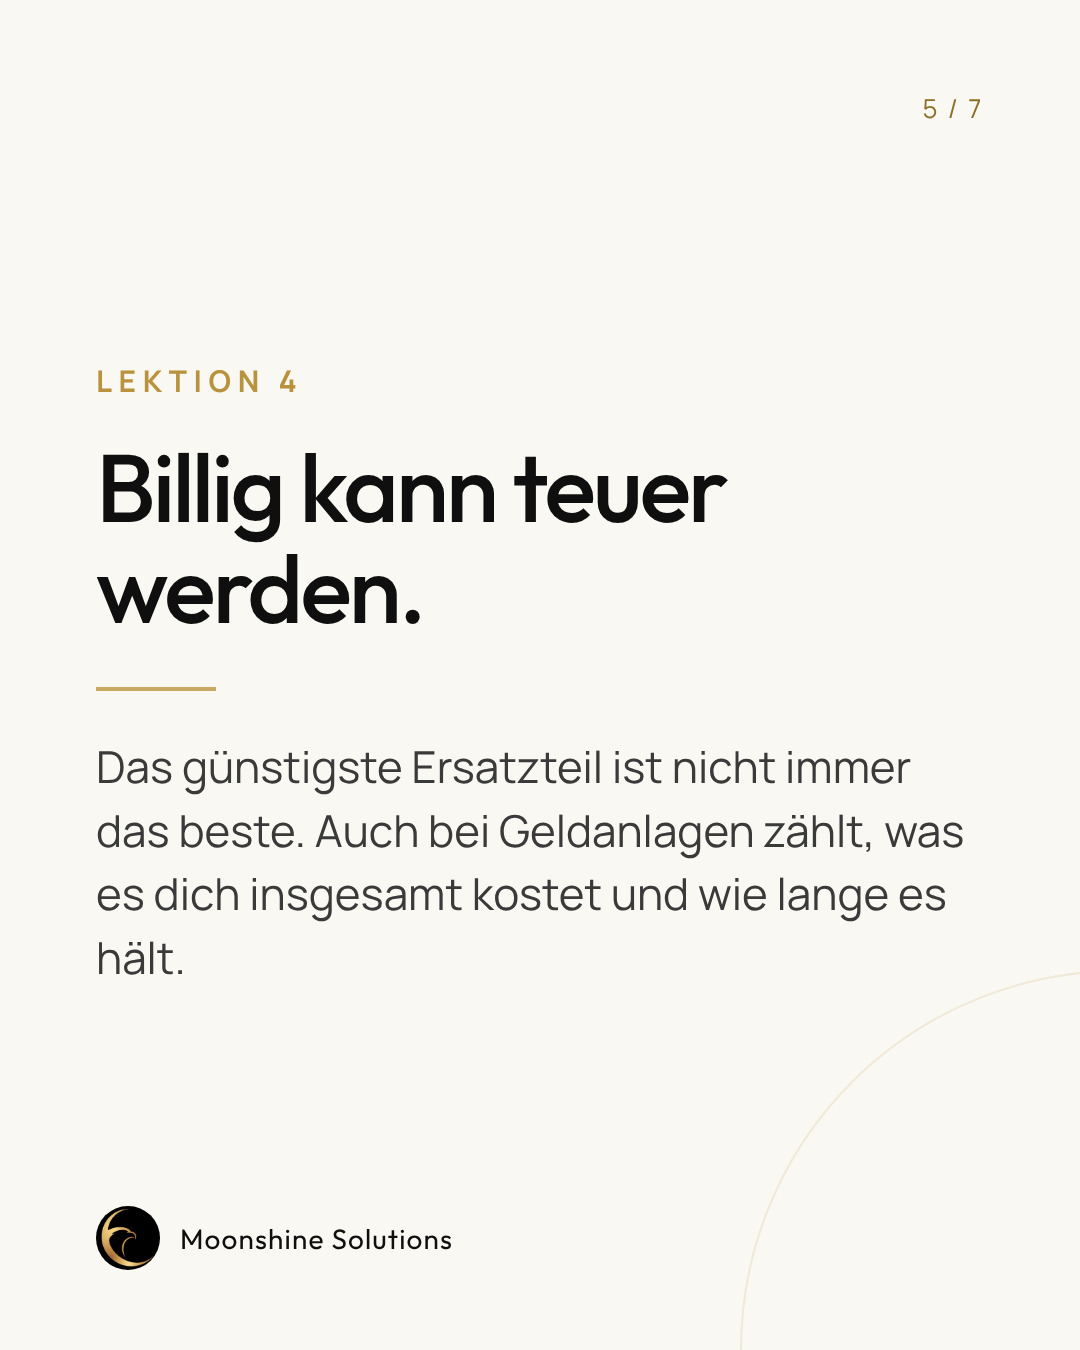 5 / 7
LEKTION 4
Billig kann teuer
werden.
Das günstigste Ersatzteil ist nicht immer
das beste. Auch bei Geldanlagen zählt, was
es dich insgesamt kostet und wie lange es
hält.
Moonshine Solutions